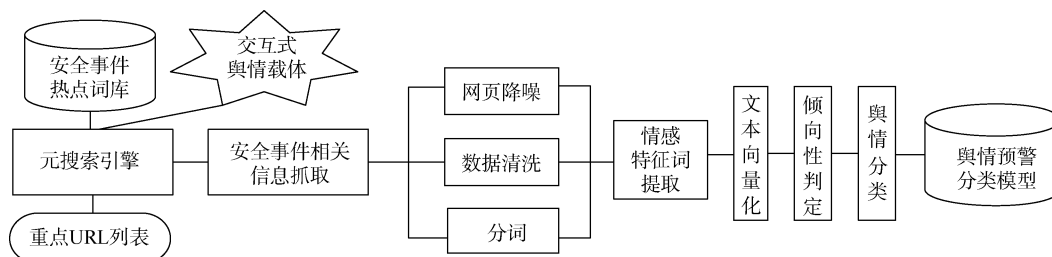 安全事件
热点词库
交互式
舆情载体
元搜索引擎
重点URL列表
安全事件相关
信息抓取
网页降噪
数据清洗
分词
情感
特征词
提取
文本向量化
倾向性判定
舆情分类
舆情预警
分类模型